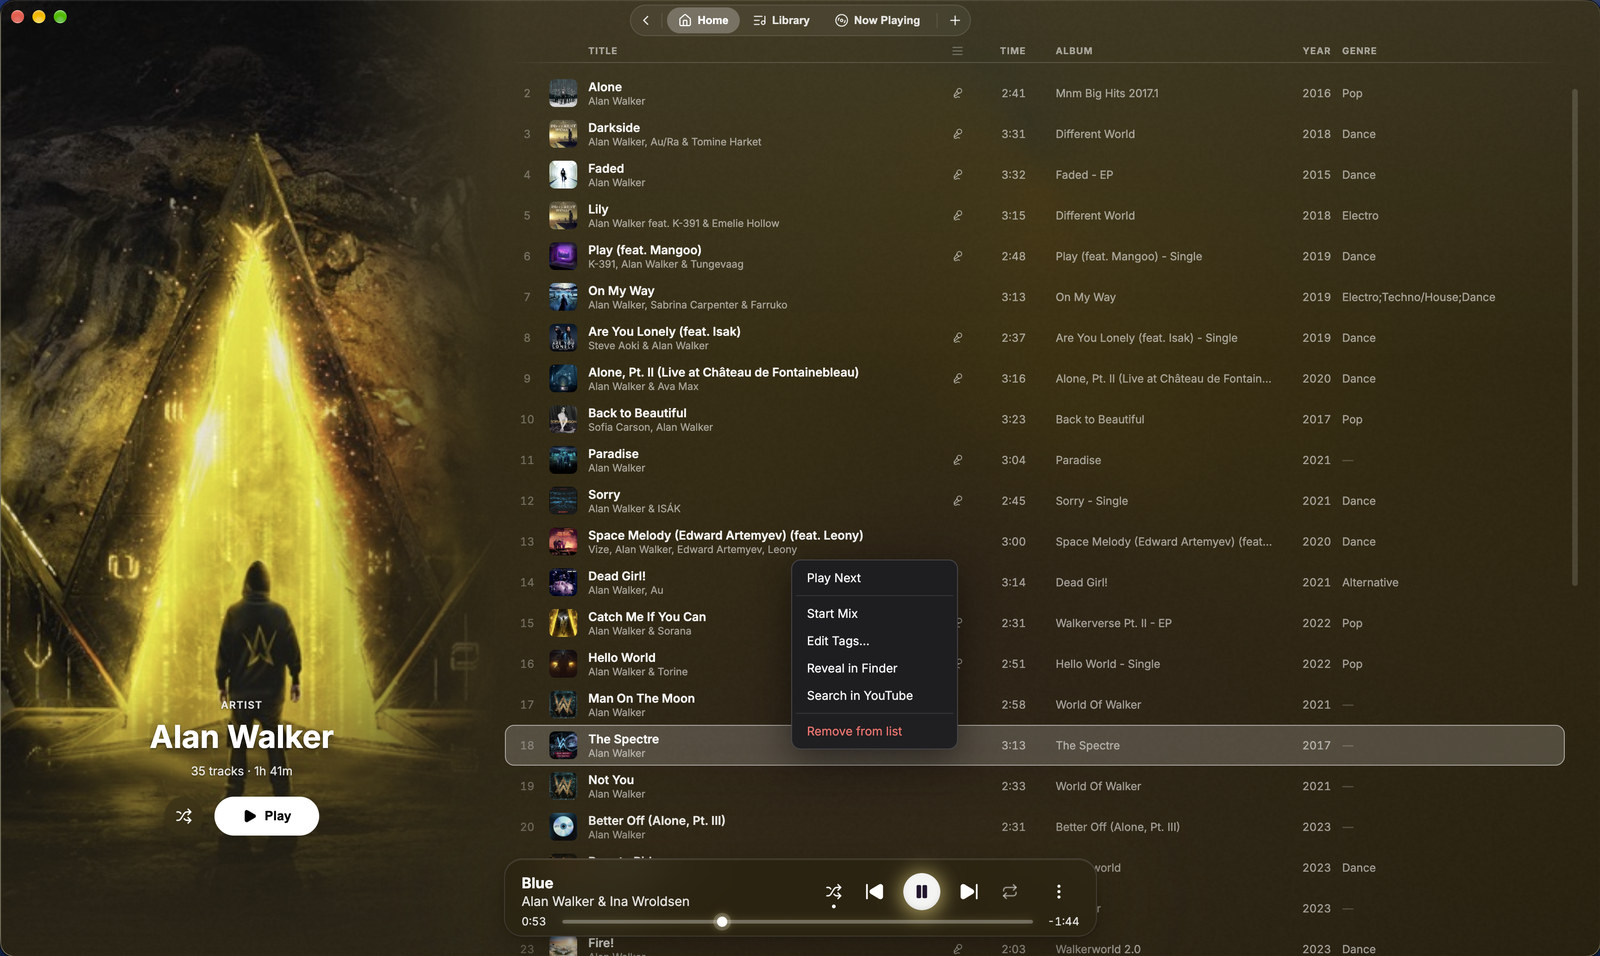 Home
Library
Now Playing
TITLE TIME ALBUM YEAR GENRE
2 Alone 2:41 Mnm Big Hits 2017.1 2016 Pop
Alan Walker
3 Darkside 3:31 Different World 2018 Dance
Alan Walker, Au/Ra & Tomine Harket
4 Faded 3:32 Faded - EP 2015 Dance
Alan Walker
5 Lily 3:15 Different World 2018 Electro
Alan Walker feat. K-391 & Emelie Hollow
6 Play (feat. Mangoo) 2:48 Play (feat. Mangoo) - Single 2019 Dance
K-391, Alan Walker & Tungevaag
7 On My Way 3:13 On My Way 2019 Electro;Techno/House;Dance
Alan Walker, Sabrina Carpenter & Farruko
8 Are You Lonely (feat. Isak) 2:37 Are You Lonely (feat. Isak) - Single 2019 Dance
Steve Aoki & Alan Walker
9 Alone, Pt. II (Live at Château de Fontainebleau) 3:16 Alone, Pt. II (Live at Château de Fontain... 2020 Dance
Alan Walker & Ava Max
10 Back to Beautiful 3:23 Back to Beautiful 2017 Pop
Sofia Carson, Alan Walker
11 Paradise 3:04 Paradise 2021 —
Alan Walker
12 Sorry 2:45 Sorry - Single 2021 Dance
Alan Walker & ISÁK
13 Space Melody (Edward Artemyev) (feat. Leony) 3:00 Space Melody (Edward Artemyev) (feat... 2020 Dance
Vize, Alan Walker, Edward Artemyev, Leony
14 Dead Girl! 3:14 Dead Girl! 2021 Alternative
Alan Walker, Au
15 Catch Me If You Can 2:31 Walkerverse Pt. II - EP 2022 Pop
Alan Walker & Sorana
16 Hello World 2:51 Hello World - Single 2022 Pop
Alan Walker & Torine
17 Man On The Moon 2:58 World Of Walker 2021 —
Alan Walker
18 The Spectre 3:13 The Spectre 2017 —
Alan Walker
19 Not You 2:33 World Of Walker 2021 —
Alan Walker
20 Better Off (Alone, Pt. III) 2:31 Better Off (Alone, Pt. III) 2023 —
Alan Walker
2023 Dance
2023 —
23 Fire! 2:03 Walkerworld 2.0 2023 Dance
Play Next
Start Mix
Edit Tags...
Reveal in Finder
Search in YouTube
Remove from list
ARTIST
Alan Walker
35 tracks · 1h 41m
Play
Blue
Alan Walker & Ina Wroldsen
0:53 -1:44